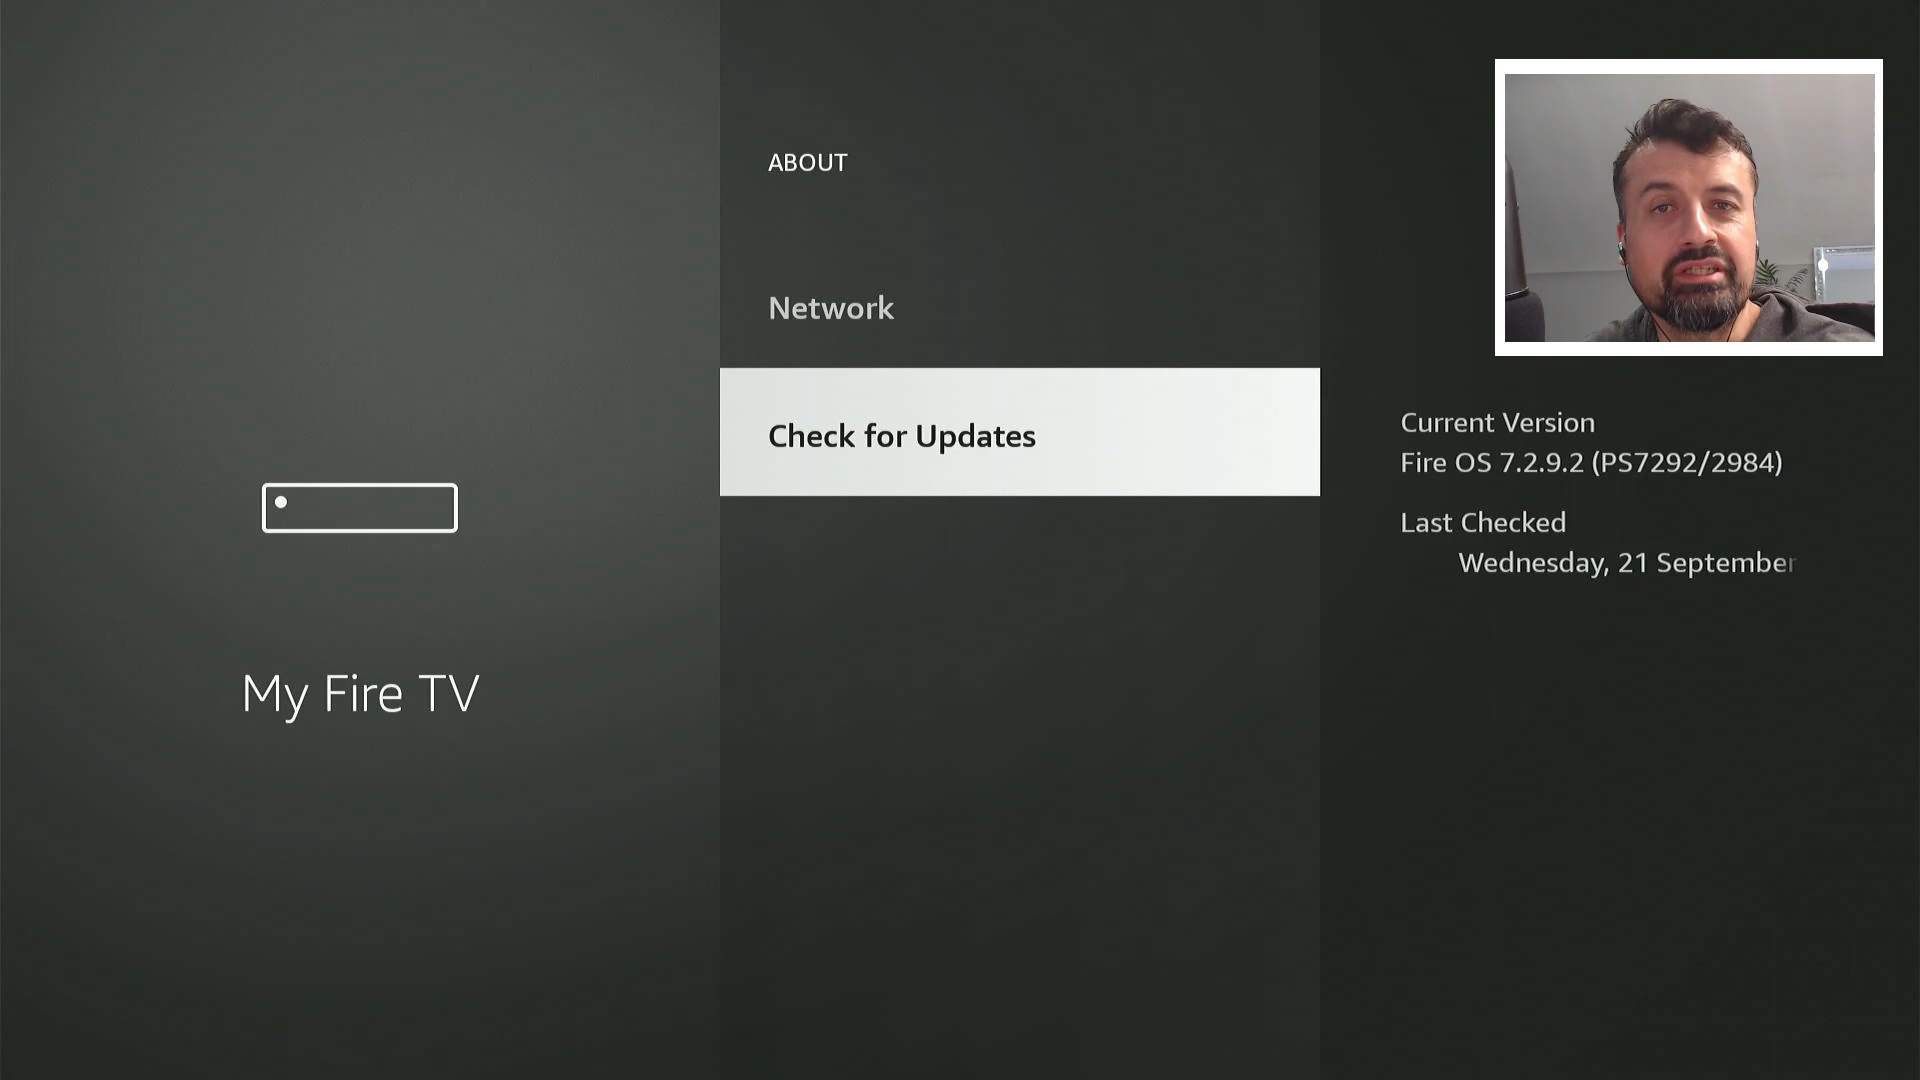 My Fire TV
ABOUT
Network
Check for Updates
Current Version
Fire OS 7.2.9.2 (PS7292/2984)
Last Checked
Wednesday, 21 September